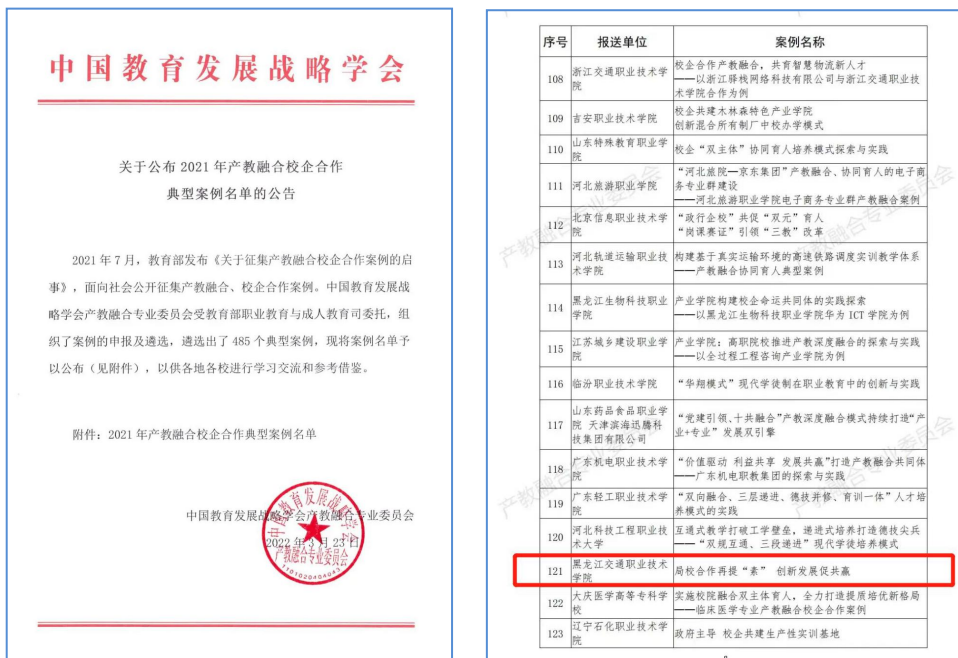 中国教育发展战略学会
关于公布 2021 年产教融合校企合作
典型案例名单的公告
2021 年 7 月，教育部发布《关于征集产教融合校企合作案例的启
事》，面向社会公开征集产教融合、校企合作案例。中国教育发展战
略学会产教融合专业委员会受教育部职业教育与成人教育司委托，组
织了案例的申报及遴选，遴选出了 485 个典型案例，现将案例名单予
以公布（见附件），以供各地各校进行学习交流和参考借鉴。
附件：2021 年产教融合校企合作典型案例名单
中国教育发展战略学会产教融合专业委员会
2022 年 3 月 23 日
中国教育发展战略学会
产教融合专业委员会
序号 报送单位 案例名称
108 浙江交通职业技术学
院
校企合作产教融合，共育智慧物流新人才
——以浙江驿栈网络科技有限公司与浙江交通职业技
术学院合作为例
109 吉安职业技术学院
校企共建木林森特色产业学院
创新混合所有制厂中校办学模式
110 山东特殊教育职业学
院
校企“双主体”协同育人培养模式探索与实践
111 河北旅游职业学院
“河北旅院—京东集团”产教融合、协同育人的电子商
务专业群建设
——河北旅游职业学院电子商务专业群产教融合案例
112 北京信息职业技术学
院
“政行企校”共促“双元”育人
“岗课赛证”引领“三教”改革
113 河北轨道运输职业技
术学院
构建基于真实运输环境的高速铁路调度实训教学体系
——产教融合协同育人典型案例
114 黑龙江生物科技职业
学院
产业学院构建校企命运共同体的实践探索
——以黑龙江生物科技职业学院华为 ICT 学院为例
115 江苏城乡建设职业学
院
产业学院：高职院校推进产教深度融合的探索与实践
——以全过程工程咨询产业学院为例
116 临汾职业技术学院
“华翔模式”现代学徒制在职业教育中的创新与实践
117 山东药品食品职业学
院 天津滨海迅腾科
技集团有限公司
“党建引领、十共融合”产教深度融合模式持续打造“产
业+专业”发展双引擎
118 广东机电职业技术学
院
“价值驱动 利益共享 发展共赢”打造产教融合共同体
——广东机电职教集团的探索与实践
119 广东轻工职业技术学
院
“双向融合、三层递进、德技并修、育训一体”人才培
养模式的实践
120 河北科技工程职业技
术大学
互通式教学打破工学壁垒，递进式培养打造德技尖兵
——“双规互通、三段递进”现代学徒培养模式
121 黑龙江交通职业技术
学院
局校合作再提“素” 创新发展促共赢
122 大庆医学高等专科学
校
实施校院融合双主体育人，全力打造提质培优新格局
——临床医学专业产教融合校企合作案例
123 辽宁石化职业技术学
院
政府主导 校企共建生产性实训基地